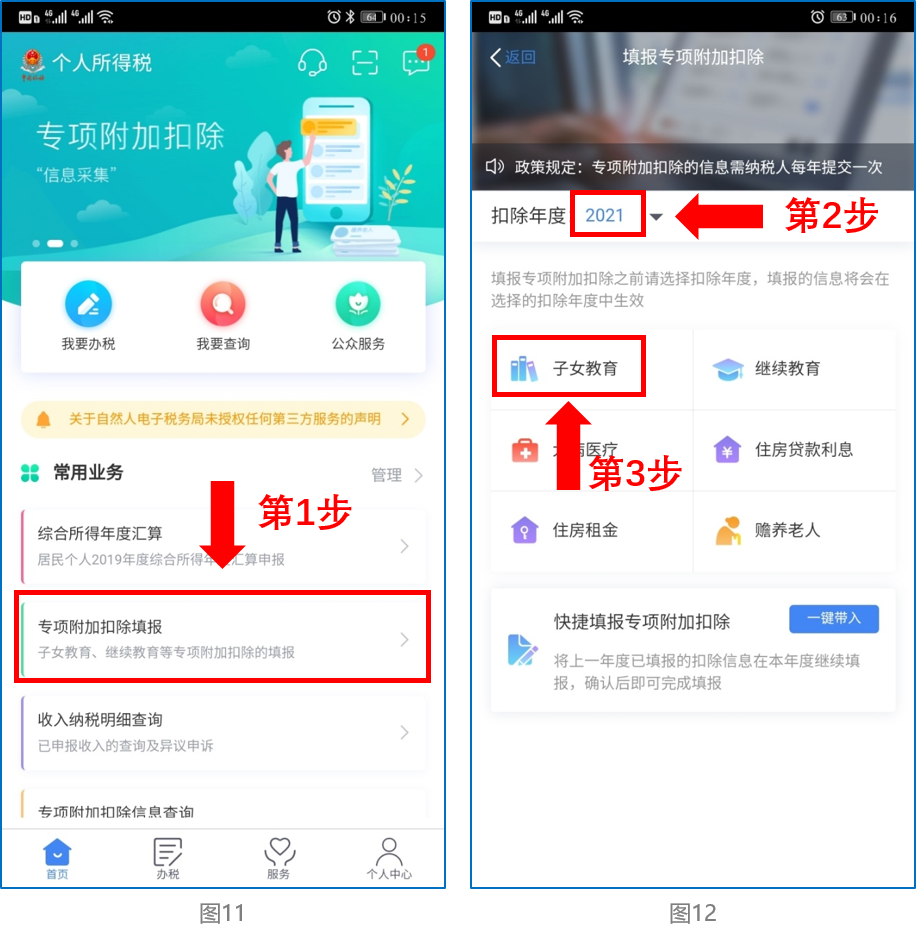 HD 4G 4G 64 00:15
个人所得税
1
专项附加扣除
“信息采集”
我要办税
我要查询
公众服务
关于自然人电子税务局未授权任何第三方服务的声明
常用业务
管理
第1步
综合所得年度汇算
居民个人2019年度综合所得年度汇算申报
专项附加扣除填报
子女教育、继续教育等专项附加扣除的填报
收入纳税明细查询
已申报收入的查询及异议申诉
专项附加扣除信息查询
首页
办税
服务
个人中心
图11
HD 4G 4G 63 00:16
返回
填报专项附加扣除
政策规定：专项附加扣除的信息需纳税人每年提交一次
扣除年度
2021
第2步
填报专项附加扣除之前请选择扣除年度，填报的信息将会在
选择的扣除年度中生效
子女教育
继续教育
大病医疗
住房贷款利息
第3步
住房租金
赡养老人
快捷填报专项附加扣除
一键带入
将上一年度已填报的扣除信息在本年度继续填
报，确认后即可完成填报
图12